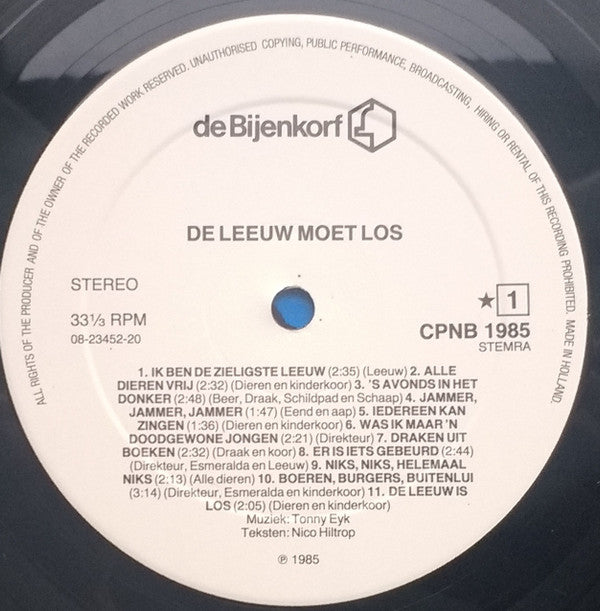 ALL RIGHTS OF THE PRODUCER AND OF THE OWNER OF THE RECORDED WORK RESERVED. UNAUTHORISED COPYING, PUBLIC PERFORMANCE, BROADCASTING, HIRING OR RENTAL OF THIS RECORDING PROHIBITED. MADE IN HOLLAND.
de Bijenkorf
DE LEEUW MOET LOS
STEREO
33⅓ RPM
08-23452-20
★ 1
CPNB 1985
STEMRA
1. IK BEN DE ZIELIGSTE LEEUW (2:35) (Leeuw) 2. ALLE
DIEREN VRIJ (2:32) (Dieren en kinderkoor) 3. 'S AVONDS IN HET
DONKER (2:48) (Beer, Draak, Schildpad en Schaap) 4. JAMMER,
JAMMER, JAMMER (1:47) (Eend en aap) 5. IEDEREEN KAN
ZINGEN (1:36) (Dieren en kinderkoor) 6. WAS IK MAAR 'N
DOODGEWONE JONGEN (2:21) (Direkteur) 7. DRAKEN UIT
BOEKEN (2:32) (Draak en koor) 8. ER IS IETS GEBEURD (2:44)
(Direkteur, Esmeralda en Leeuw) 9. NIKS, NIKS, HELEMAAL
NIKS (2:13) (Alle dieren) 10. BOEREN, BURGERS, BUITENLUI
(3:14) (Direkteur, Esmeralda en kinderkoor) 11. DE LEEUW IS
LOS (2:05) (Dieren en kinderkoor)
Muziek: Tonny Eyk
Teksten: Nico Hiltrop
℗ 1985